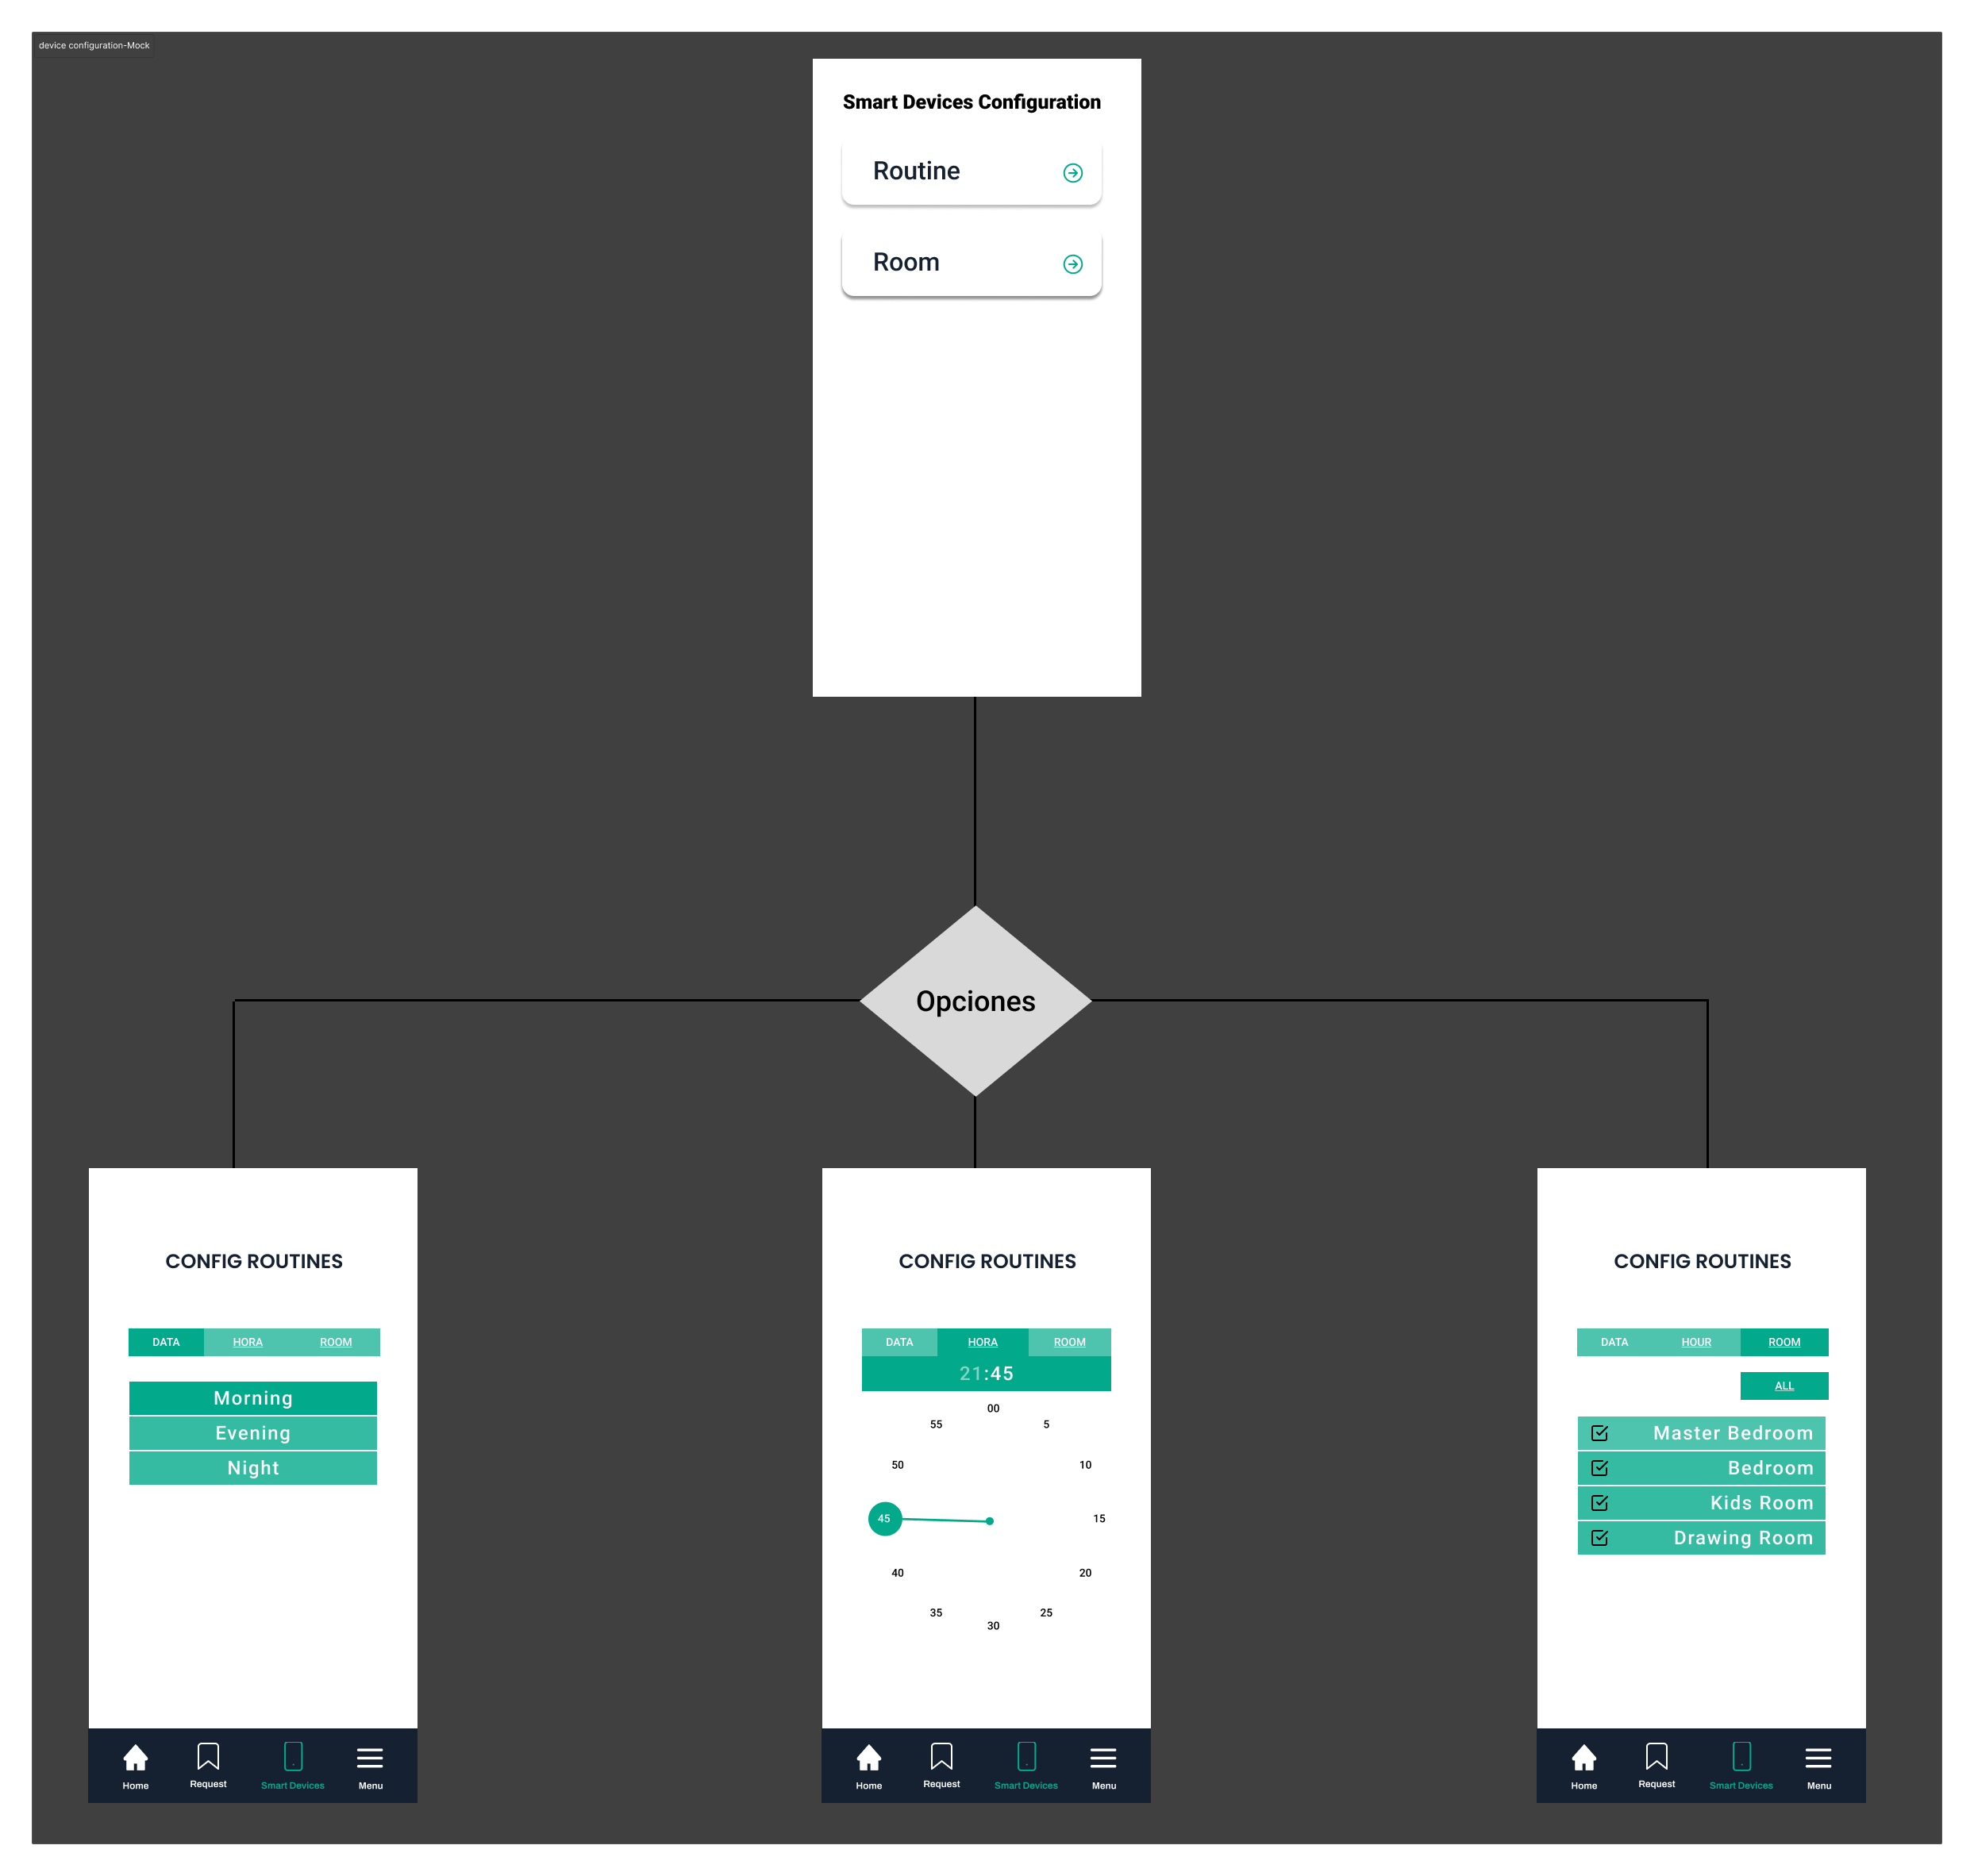 device configuration-Mock
Smart Devices Configuration
Routine
Room
Opciones
CONFIG ROUTINES
DATA HORA ROOM
Morning
Evening
Night
Home Request Smart Devices Menu
CONFIG ROUTINES
DATA HORA ROOM
21:45
00
55 5
50 10
45 15
40 20
35 25
30
Home Request Smart Devices Menu
CONFIG ROUTINES
DATA HOUR ROOM
ALL
Master Bedroom
Bedroom
Kids Room
Drawing Room
Home Request Smart Devices Menu